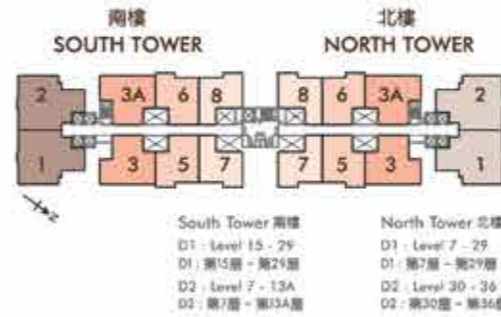 南樓
SOUTH TOWER
北樓
NORTH TOWER
2 3A 6 8 8 6 3A 2
1 3 5 7 7 5 3 1
N
South Tower 南樓
D1 : Level 15 - 29
D1 : 第15層 - 第29層
D2 : Level 7 - 13A
D2 : 第7層 - 第13A層
North Tower 北樓
D1 : Level 7 - 29
D1 : 第7層 - 第29層
D2 : Level 30 - 36
D2 : 第30層 - 第36層